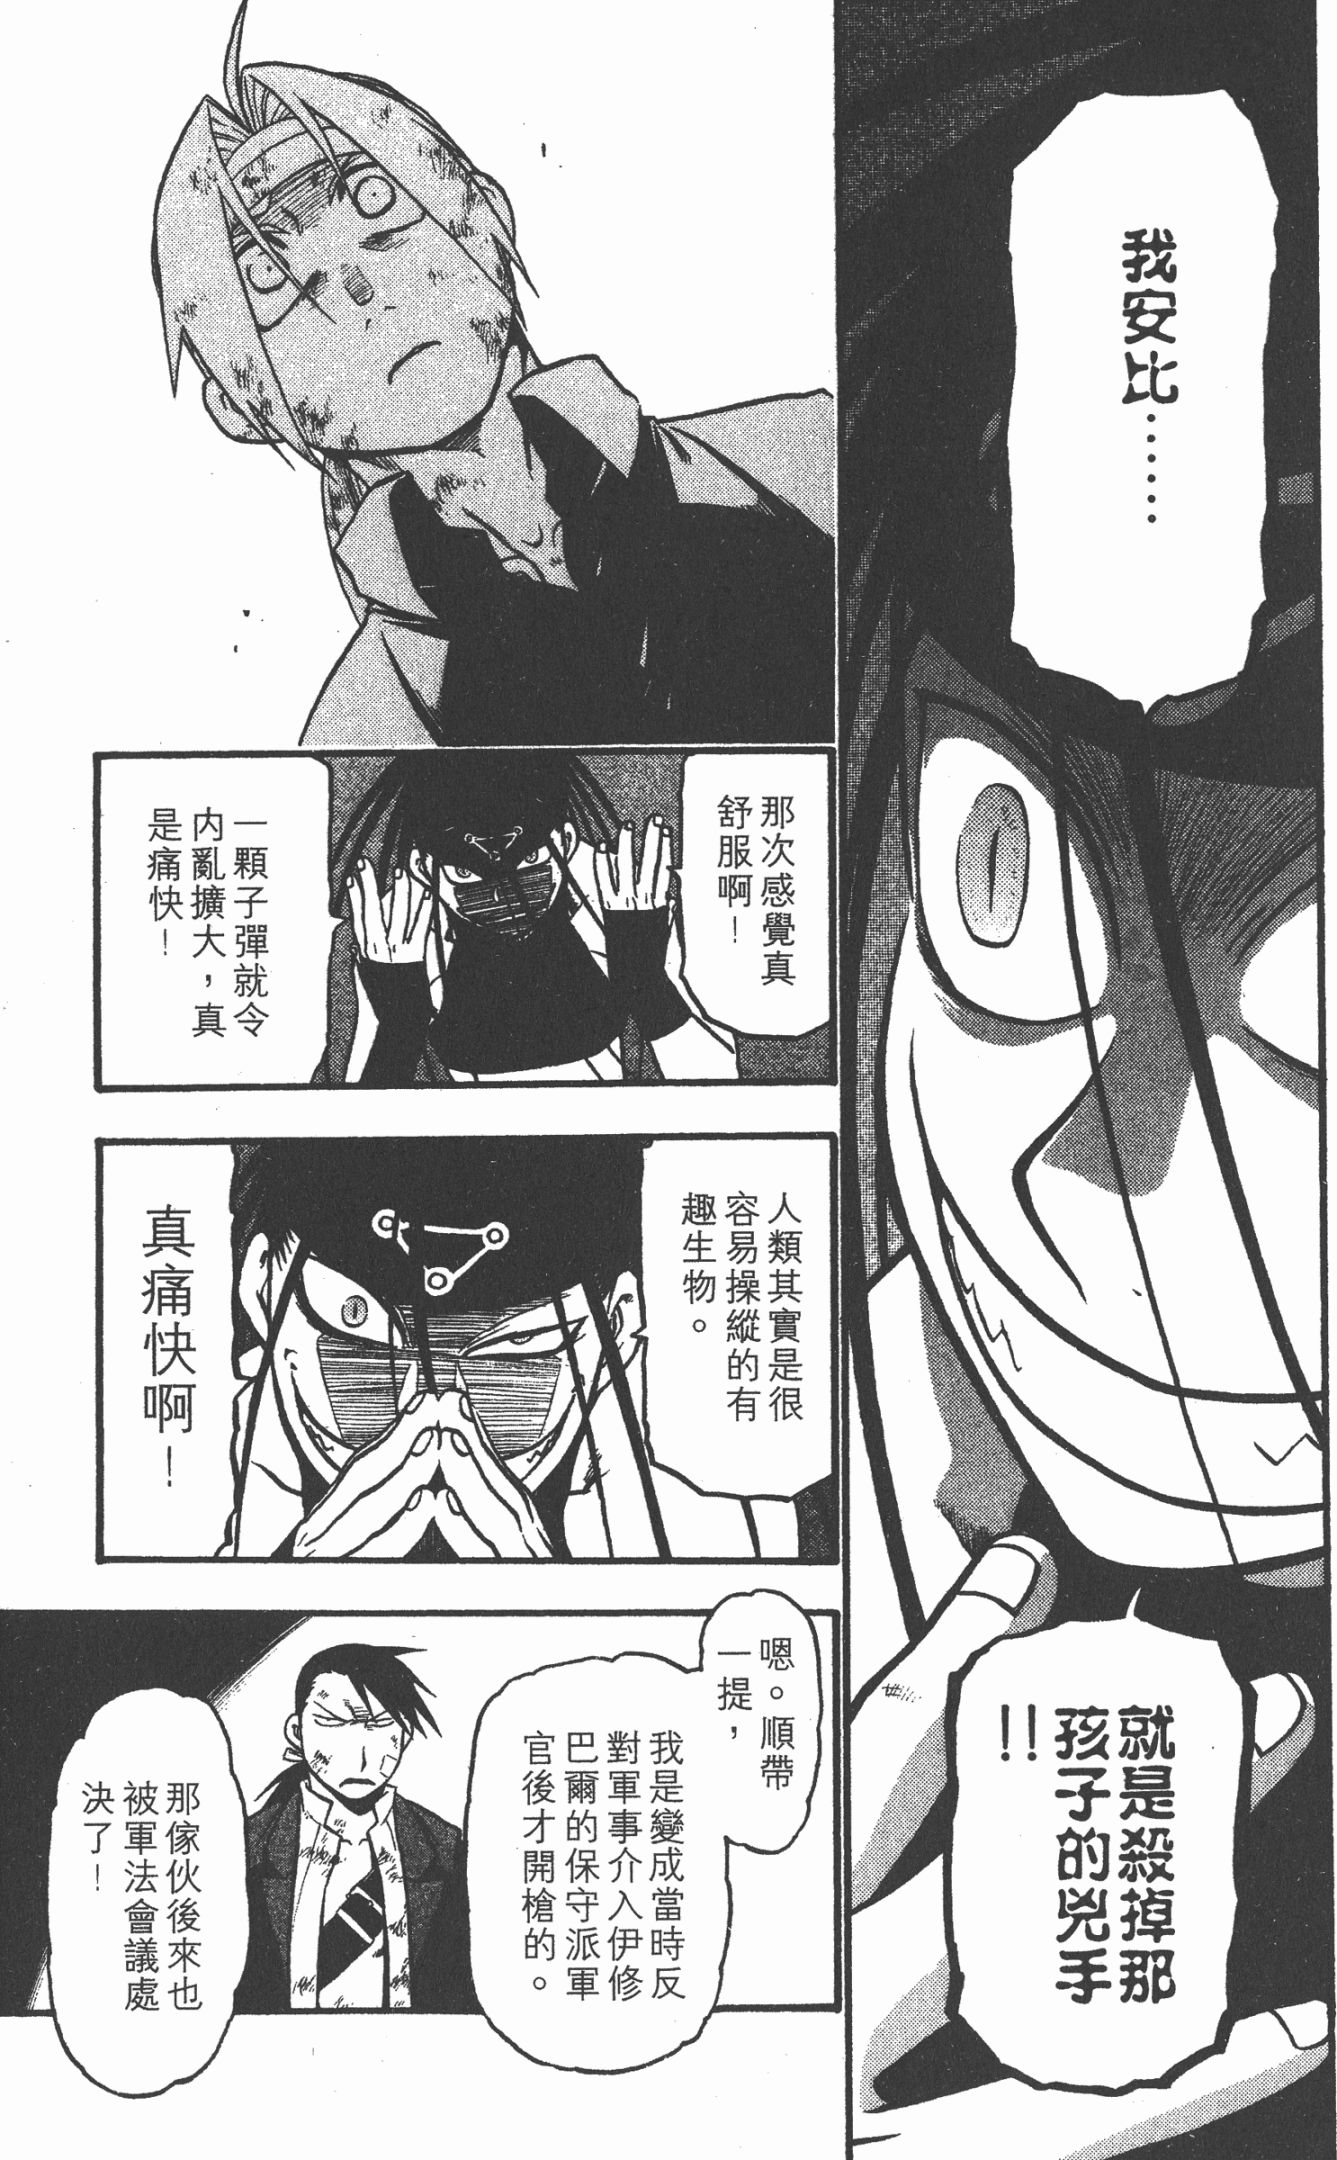 我安比……
就是殺掉那
孩子的兇手
!!
那次感覺真
舒服啊！
一顆子彈就令
內亂擴大，真
是痛快！
人類其實是很
容易操縱的有
趣生物。
真痛快啊！
嗯。順帶
一提，
我是變成當時反
對軍事介入伊修
巴爾的保守派軍
官後才開槍的。
那傢伙後來也
被軍法會議處
決了！